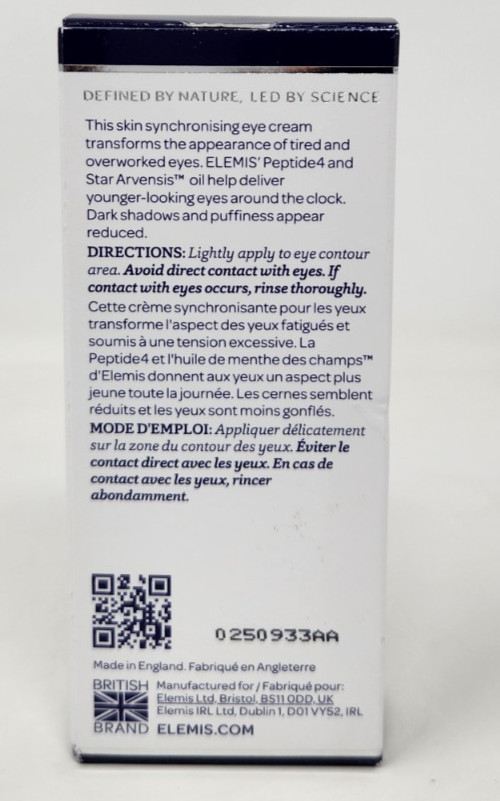 DEFINED BY NATURE, LED BY SCIENCE
This skin synchronising eye cream
transforms the appearance of tired and
overworked eyes. ELEMIS' Peptide4 and
Star Arvensis™ oil help deliver
younger-looking eyes around the clock.
Dark shadows and puffiness appear
reduced.
DIRECTIONS: Lightly apply to eye contour
area. Avoid direct contact with eyes. If
contact with eyes occurs, rinse thoroughly.
Cette crème synchronisante pour les yeux
transforme l'aspect des yeux fatigués et
soumis à une tension excessive. La
Peptide4 et l'huile de menthe des champs™
d'Elemis donnent aux yeux un aspect plus
jeune toute la journée. Les cernes semblent
réduits et les yeux sont moins gonflés.
MODE D'EMPLOI: Appliquer délicatement
sur la zone du contour des yeux. Éviter le
contact direct avec les yeux. En cas de
contact avec les yeux, rincer
abondamment.
0250933AA
Made in England. Fabriqué en Angleterre
BRITISH
BRAND
Manufactured for / Fabriqué pour:
Elemis Ltd, Bristol, BS11 0DD, UK
Elemis IRL Ltd, Dublin 1, D01 VY52, IRL
ELEMIS.COM